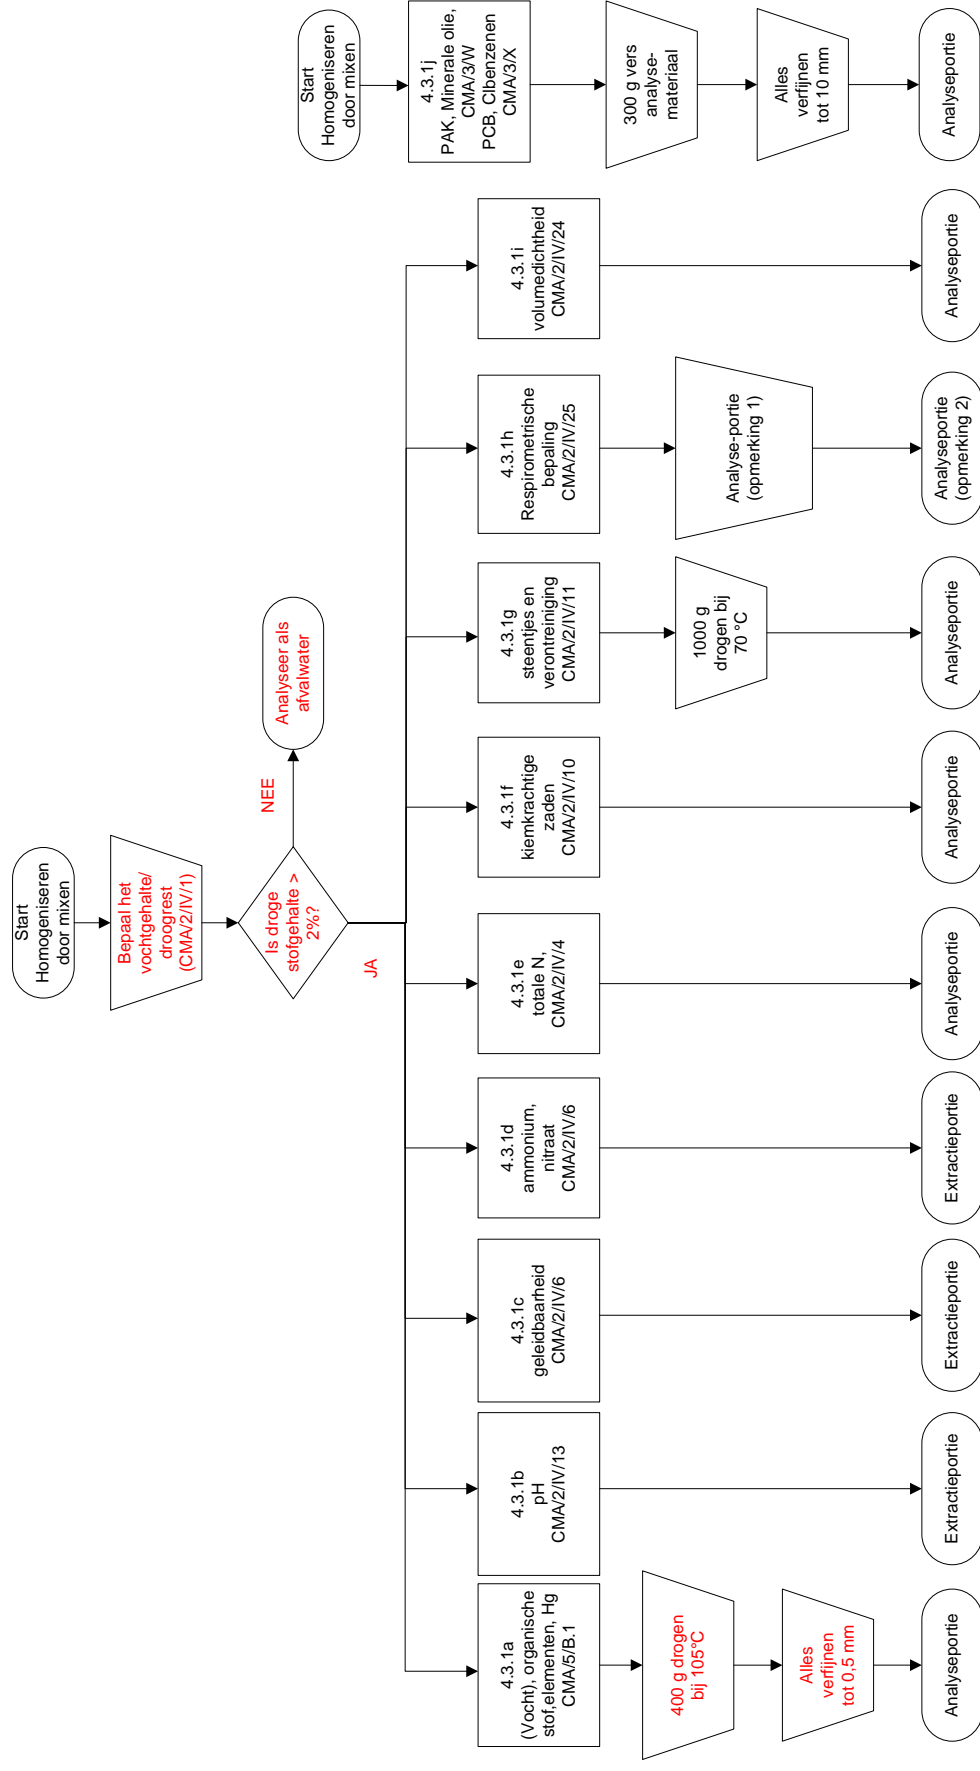 Start
Homogeniseren
door mixen
Bepaal het
vochtgehalte/
droogrest
(CMA/2/IV/1)
Is droge
stofgehalte >
2%?
NEE
Analyseer als
afvalwater
JA
4.3.1a
(Vocht), organische
stof,elementen, Hg
CMA/5/B.1
400 g drogen
bij 105°C
Alles
verfijnen
tot 0,5 mm
Analyseportie
4.3.1b
pH
CMA/2/IV/13
Extractieportie
4.3.1c
geleidbaarheid
CMA/2/IV/6
Extractieportie
4.3.1d
ammonium,
nitraat
CMA/2/IV/6
Extractieportie
4.3.1e
totale N,
CMA/2/IV/4
Analyseportie
4.3.1f
kiemkrachtige
zaden
CMA/2/IV/10
Analyseportie
4.3.1g
steentjes en
verontreiniging
CMA/2/IV/11
1000 g
drogen bij
70 °C
Analyseportie
4.3.1h
Respirometrische
bepaling
CMA/2/IV/25
Analyse-portie
(opmerking 1)
Analyseportie
(opmerking 2)
4.3.1i
volumedichtheid
CMA/2/IV/24
Analyseportie
Start
Homogeniseren
door mixen
4.3.1j
PAK, Minerale olie,
CMA/3/W
PCB, Clbenzenen
CMA/3/X
300 g vers
analyse-
materiaal
Alles
verfijnen
tot 10 mm
Analyseportie